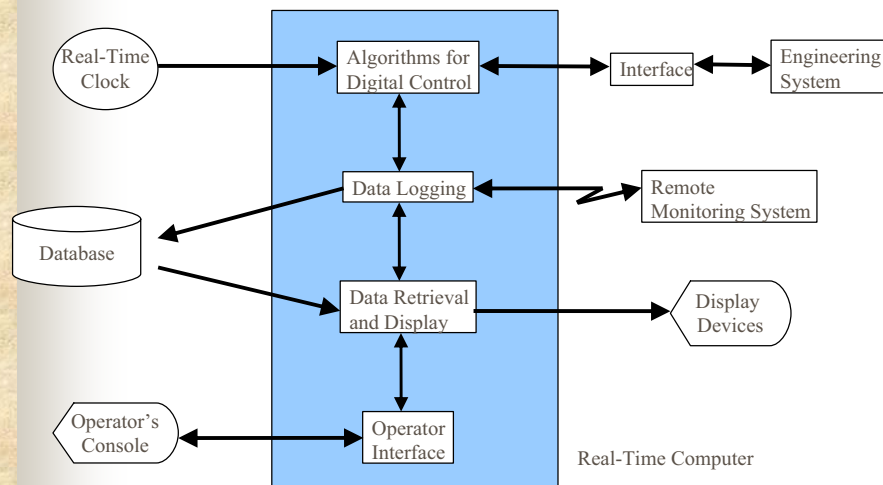 Real-Time
Clock
Algorithms for
Digital Control
Interface
Engineering
System
Data Logging
Remote
Monitoring System
Database
Data Retrieval
and Display
Display
Devices
Operator's
Console
Operator
Interface
Real-Time Computer